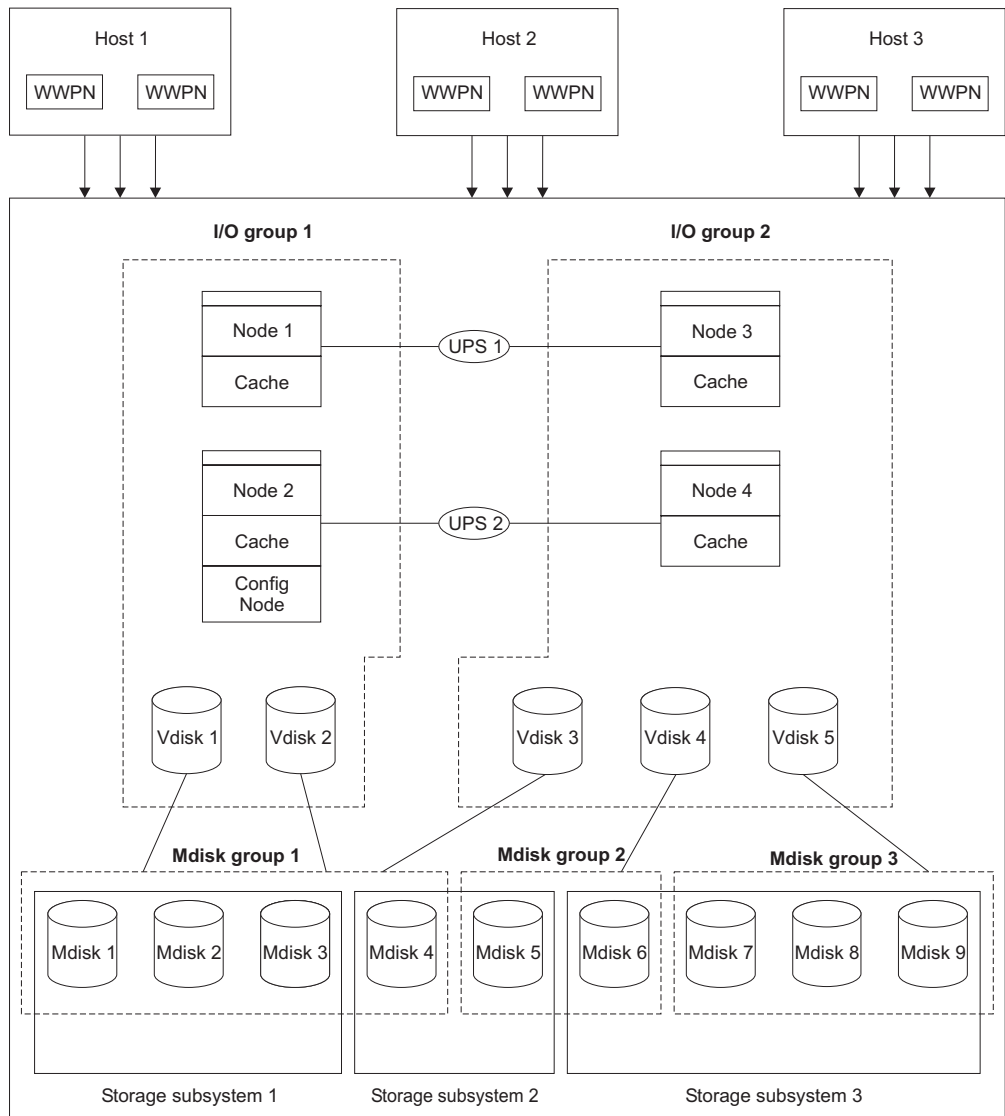 Host 1
WWPN
WWPN
Host 2
WWPN
WWPN
Host 3
WWPN
WWPN
I/O group 1
I/O group 2
Node 1
Cache
UPS 1
Node 3
Cache
Node 2
Cache
Config
Node
UPS 2
Node 4
Cache
Vdisk 1
Vdisk 2
Vdisk 3
Vdisk 4
Vdisk 5
Mdisk group 1
Mdisk group 2
Mdisk group 3
Mdisk 1
Mdisk 2
Mdisk 3
Mdisk 4
Mdisk 5
Mdisk 6
Mdisk 7
Mdisk 8
Mdisk 9
Storage subsystem 1
Storage subsystem 2
Storage subsystem 3